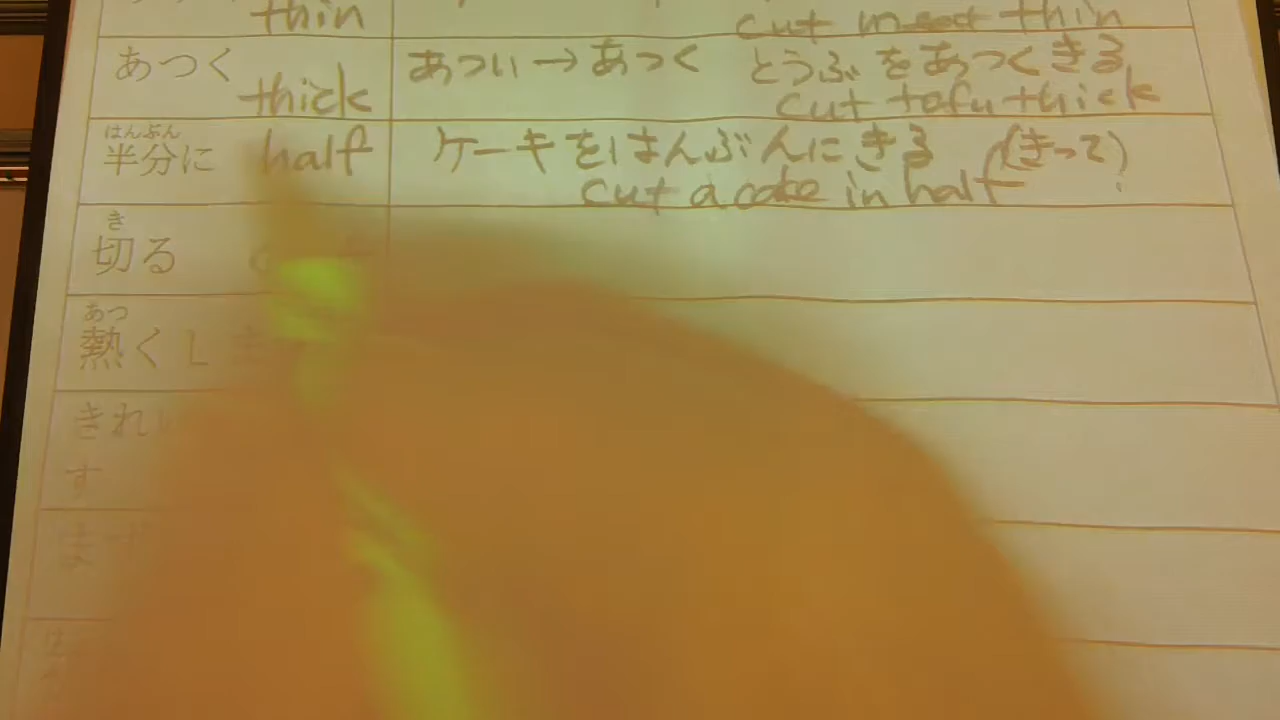 thin
cut meat thin
あつく thick
あつい→あつく とうふをあつくきる
cut tofu thick
はんぶん
半分に half
ケーキをはんぶんにきる (きって)
cut a cake in half
き
切る
あつ
熱くし
きれ
す